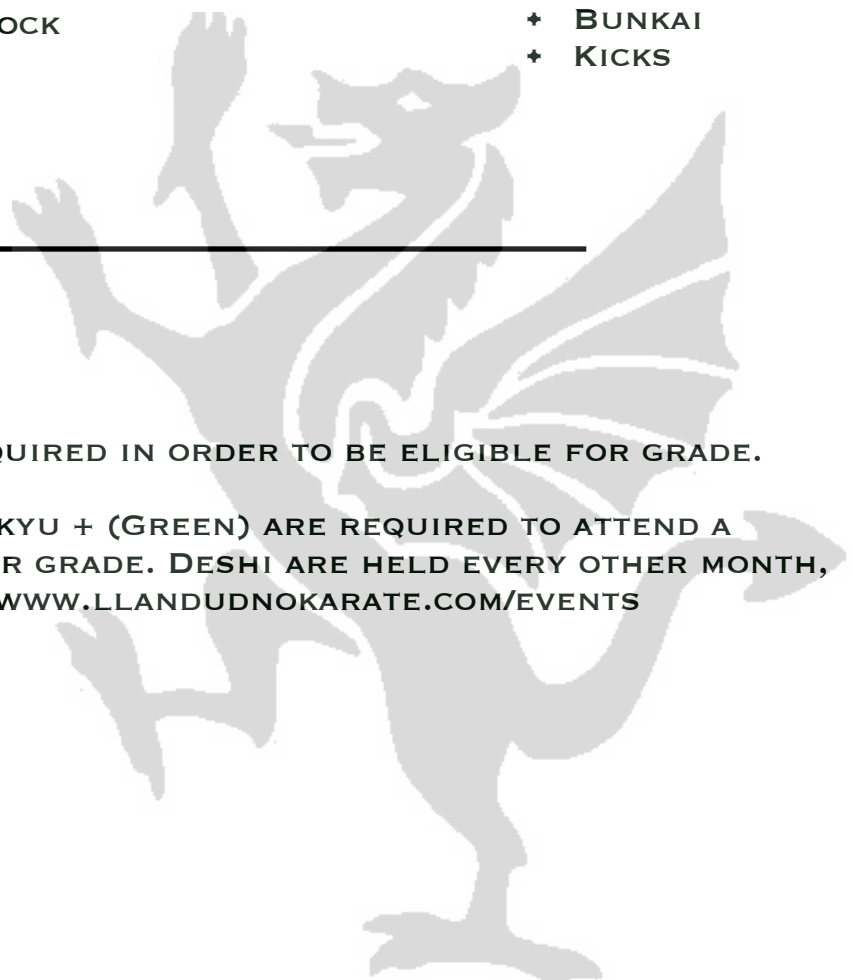 OCK
+ BUNKAI
+ KICKS
QUIRED IN ORDER TO BE ELIGIBLE FOR GRADE.
KYU + (GREEN) ARE REQUIRED TO ATTEND A
R GRADE. DESHI ARE HELD EVERY OTHER MONTH,
WWW.LLANDUDNOKARATE.COM/EVENTS